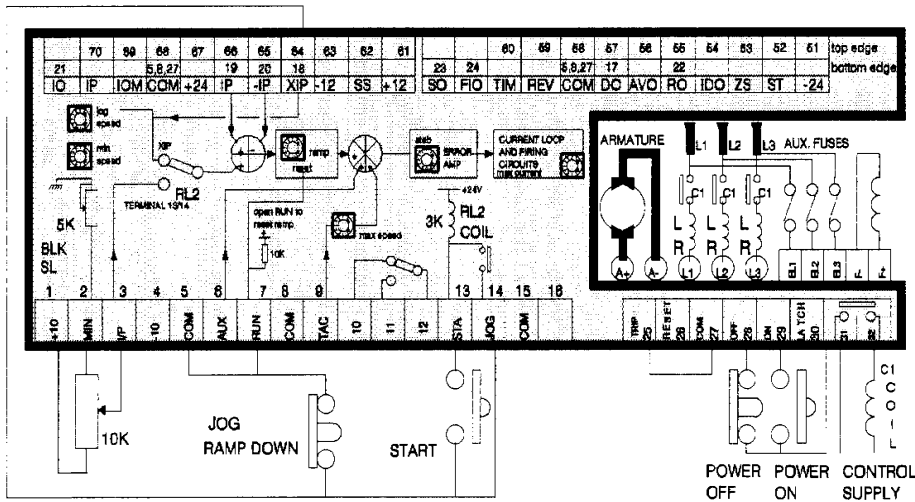 70 69 68 67 66 65 64 63 62 61 60 59 58 57 56 55 54 53 52 51 top edge
21 5,8,27 19 20 18 23 24 5,8,27 17 22 bottom edge
IO IP IOM COM +24 IP -IP XIP -12 SS +12 SO FIO TIM REV COM DC AVO RO IDO ZS ST -24
jog speed
min speed
XIP
RL2
TERMINAL 13/14
ramp
reset
stab
ERROR AMP
CURRENT LOOP AND FIRING CIRCUITS
max current
ARMATURE
L1 L2 L3 AUX. FUSES
C1 C1 C1
L L L
R R R
A+ A- L1 L2 L3 EL1 EL2 EL3 F- F+
5K
BLK
SL
open RUN to reset ramp
10K
max speed
+24V
3K
RL2 COIL
1 2 3 4 5 6 7 8 9 10 11 12 13 14 15 16
+10 MIN I/P -10 COM AUX RUN COM TAC STA JOG COM
TRIP 25 RESET 26 COM 27 OFF 28 ON 29 LATCH 30 31 32
10K
JOG
RAMP DOWN
START
POWER OFF
POWER ON
C1 COIL
CONTROL SUPPLY